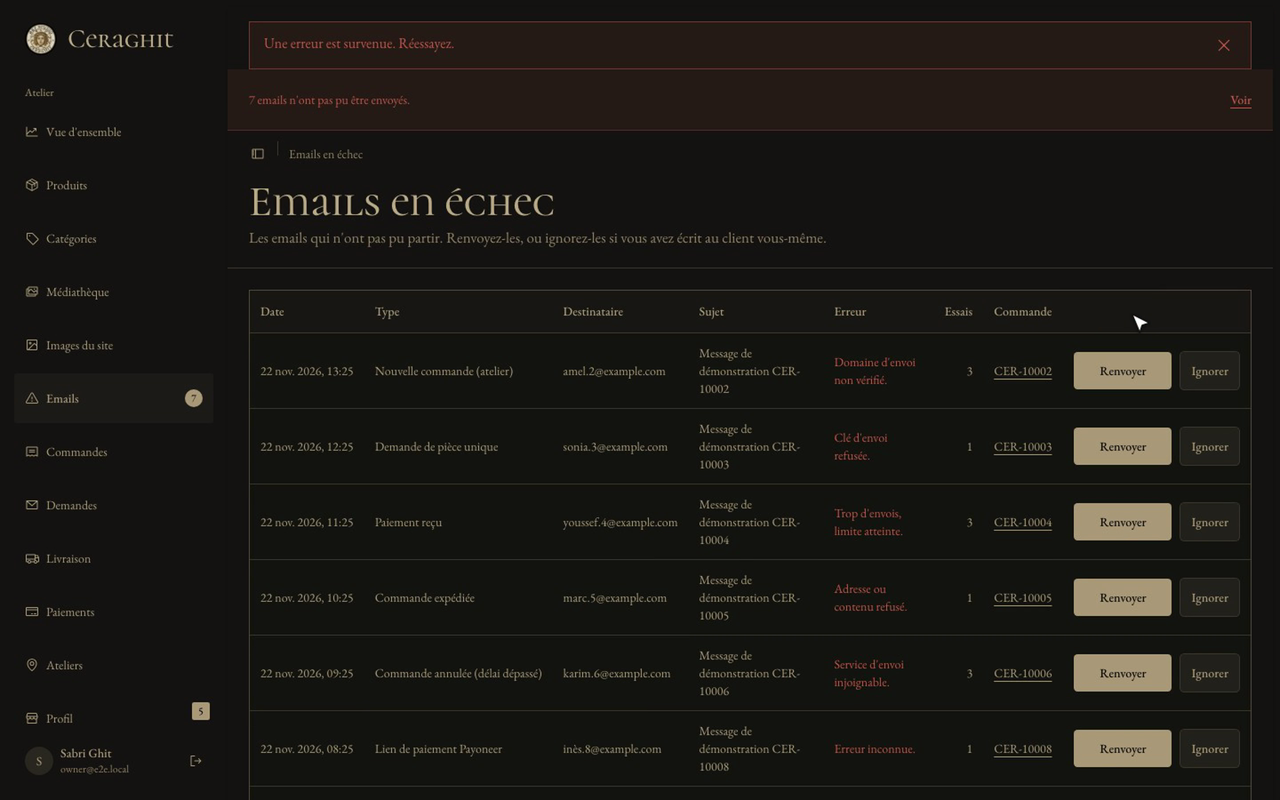 Ceraghit
Une erreur est survenue. Réessayez.
7 emails n'ont pas pu être envoyés.
Voir
Atelier
Vue d'ensemble
Produits
Catégories
Médiathèque
Images du site
Emails
7
Commandes
Demandes
Livraison
Paiements
Ateliers
Profil
5
S
Sabri Ghit
owner@e2e.local
Emails en échec
Emails en échec
Les emails qui n'ont pas pu partir. Renvoyez-les, ou ignorez-les si vous avez écrit au client vous-même.
Date Type Destinataire Sujet Erreur Essais Commande
22 nov. 2026, 13:25 Nouvelle commande (atelier) amel.2@example.com
Message de
démonstration CER-
10002
Domaine d'envoi
non vérifié.
3 CER-10002 Renvoyer Ignorer
22 nov. 2026, 12:25 Demande de pièce unique sonia.3@example.com
Message de
démonstration CER-
10003
Clé d'envoi
refusée.
1 CER-10003 Renvoyer Ignorer
22 nov. 2026, 11:25 Paiement reçu youssef.4@example.com
Message de
démonstration CER-
10004
Trop d'envois,
limite atteinte.
3 CER-10004 Renvoyer Ignorer
22 nov. 2026, 10:25 Commande expédiée marc.5@example.com
Message de
démonstration CER-
10005
Adresse ou
contenu refusé.
1 CER-10005 Renvoyer Ignorer
22 nov. 2026, 09:25 Commande annulée (délai dépassé) karim.6@example.com
Message de
démonstration CER-
10006
Service d'envoi
injoignable.
3 CER-10006 Renvoyer Ignorer
22 nov. 2026, 08:25 Lien de paiement Payoneer inès.8@example.com
Message de
démonstration CER-
10008
Erreur inconnue.
1 CER-10008 Renvoyer Ignorer